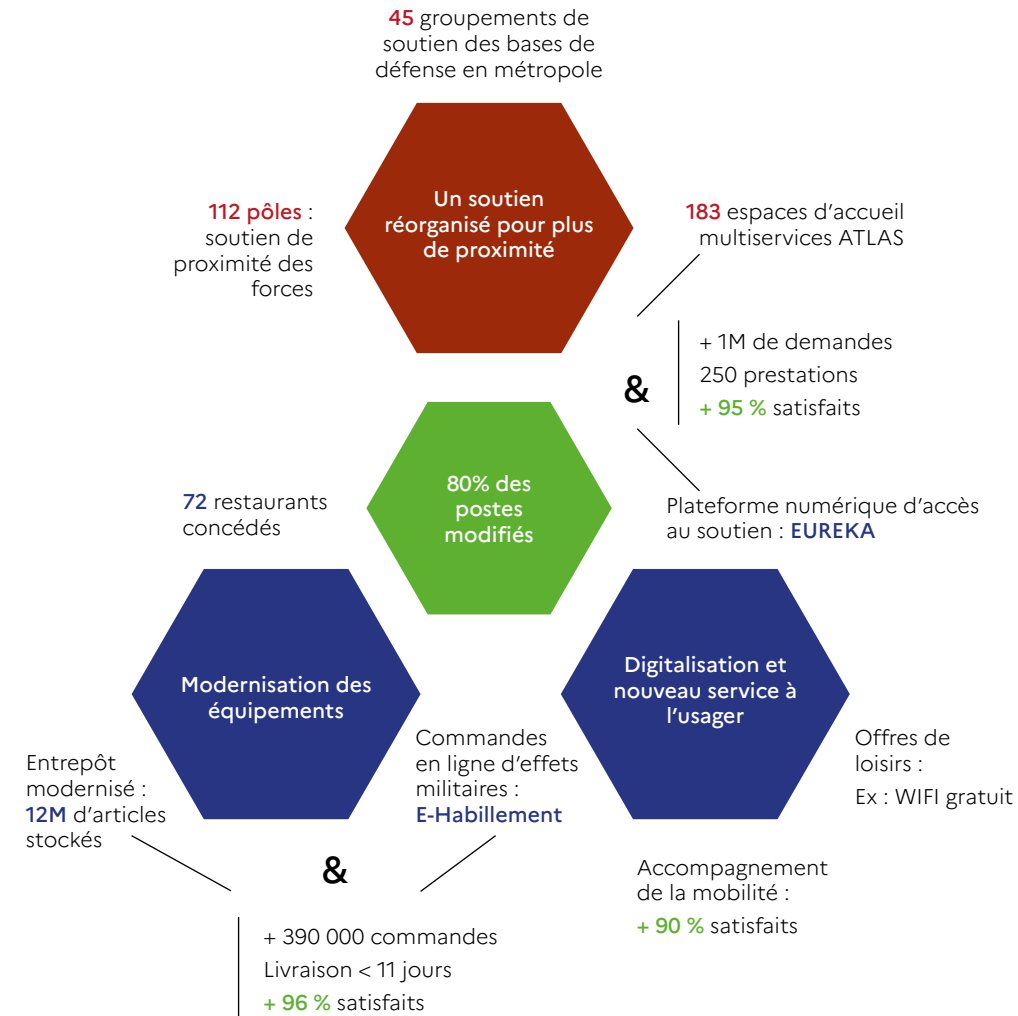 45 groupements de
soutien des bases de
défense en métropole
Un soutien
réorganisé pour plus
de proximité
112 pôles :
soutien de
proximité des
forces
183 espaces d'accueil
multiservices ATLAS
&
+ 1M de demandes
250 prestations
+ 95 % satisfaits
Plateforme numérique d'accès
au soutien : EUREKA
80% des
postes
modifiés
72 restaurants
concédés
Modernisation des
équipements
Digitalisation et
nouveau service à
l'usager
Entrepôt
modernisé :
12M d'articles
stockés
Commandes
en ligne d'effets
militaires :
E-Habillement
&
+ 390 000 commandes
Livraison < 11 jours
+ 96 % satisfaits
Offres de
loisirs :
Ex : WIFI gratuit
Accompagnement
de la mobilité :
+ 90 % satisfaits